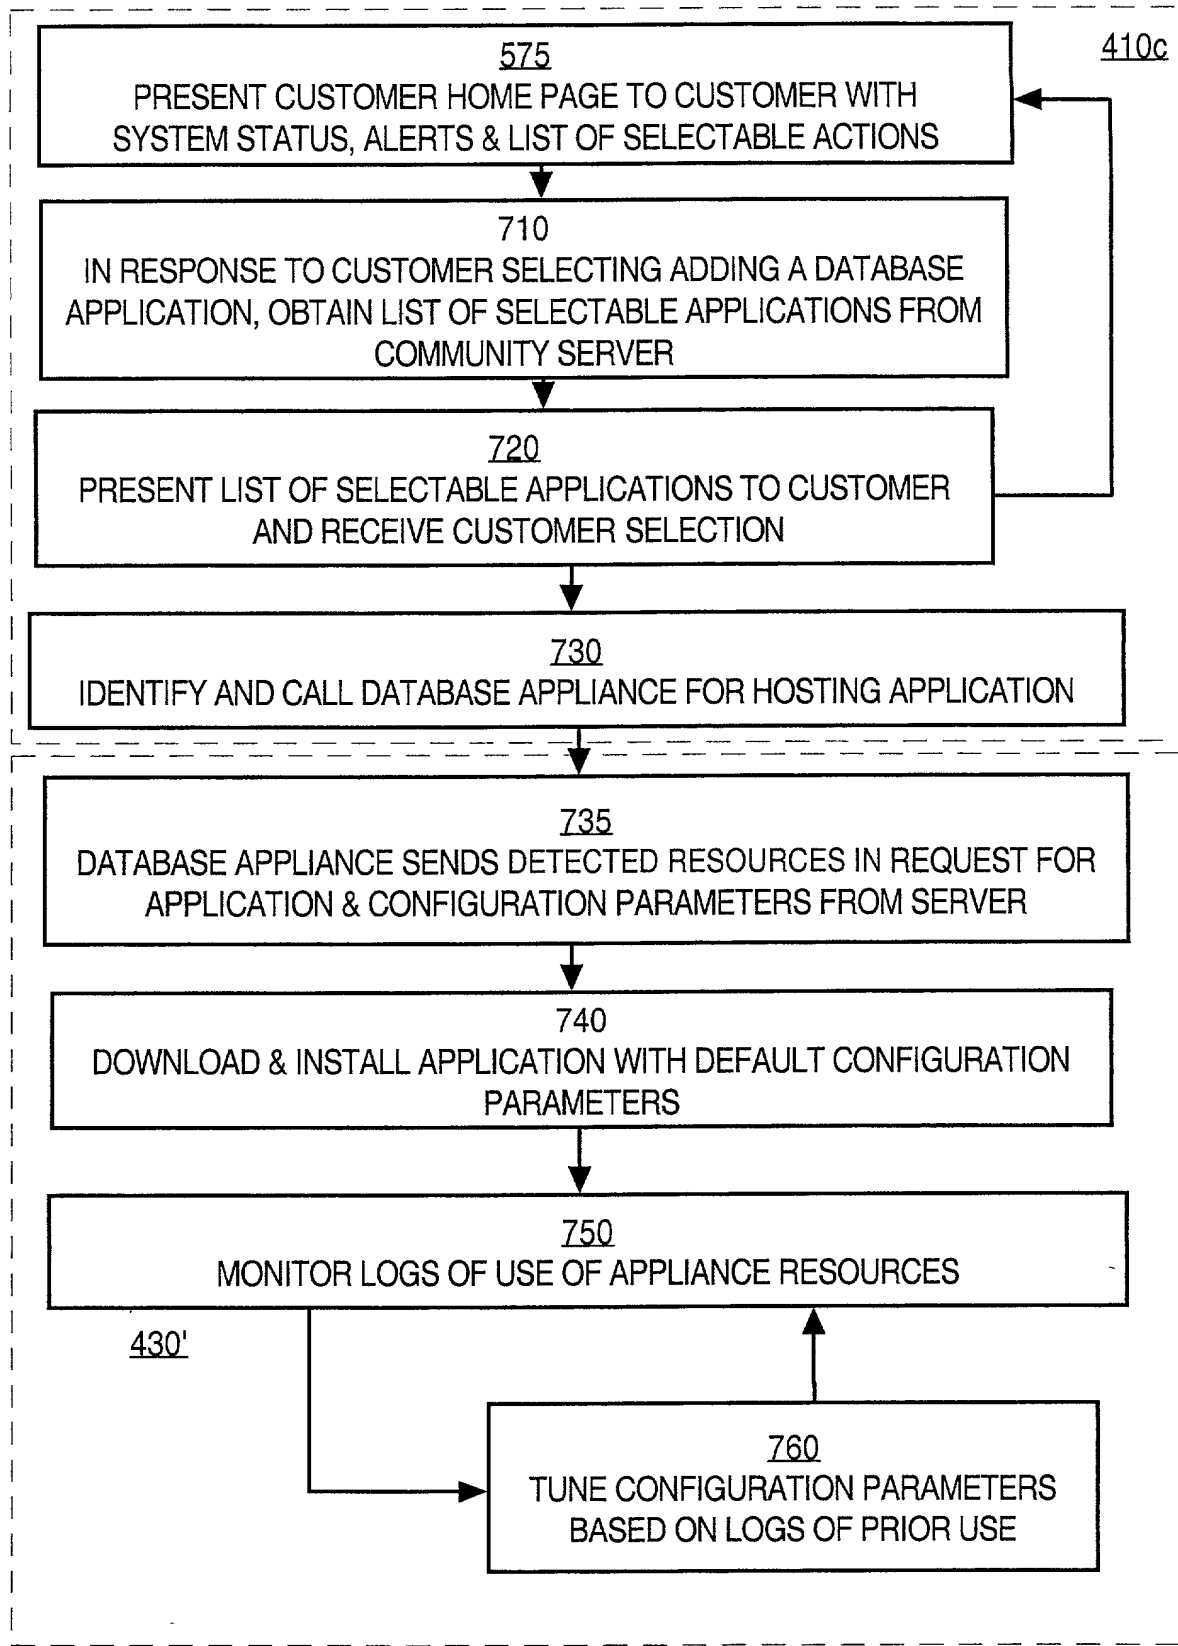 410c
575
PRESENT CUSTOMER HOME PAGE TO CUSTOMER WITH
SYSTEM STATUS, ALERTS & LIST OF SELECTABLE ACTIONS
710
IN RESPONSE TO CUSTOMER SELECTING ADDING A DATABASE
APPLICATION, OBTAIN LIST OF SELECTABLE APPLICATIONS FROM
COMMUNITY SERVER
720
PRESENT LIST OF SELECTABLE APPLICATIONS TO CUSTOMER
AND RECEIVE CUSTOMER SELECTION
730
IDENTIFY AND CALL DATABASE APPLIANCE FOR HOSTING APPLICATION
735
DATABASE APPLIANCE SENDS DETECTED RESOURCES IN REQUEST FOR
APPLICATION & CONFIGURATION PARAMETERS FROM SERVER
740
DOWNLOAD & INSTALL APPLICATION WITH DEFAULT CONFIGURATION
PARAMETERS
750
MONITOR LOGS OF USE OF APPLIANCE RESOURCES
430'
760
TUNE CONFIGURATION PARAMETERS
BASED ON LOGS OF PRIOR USE